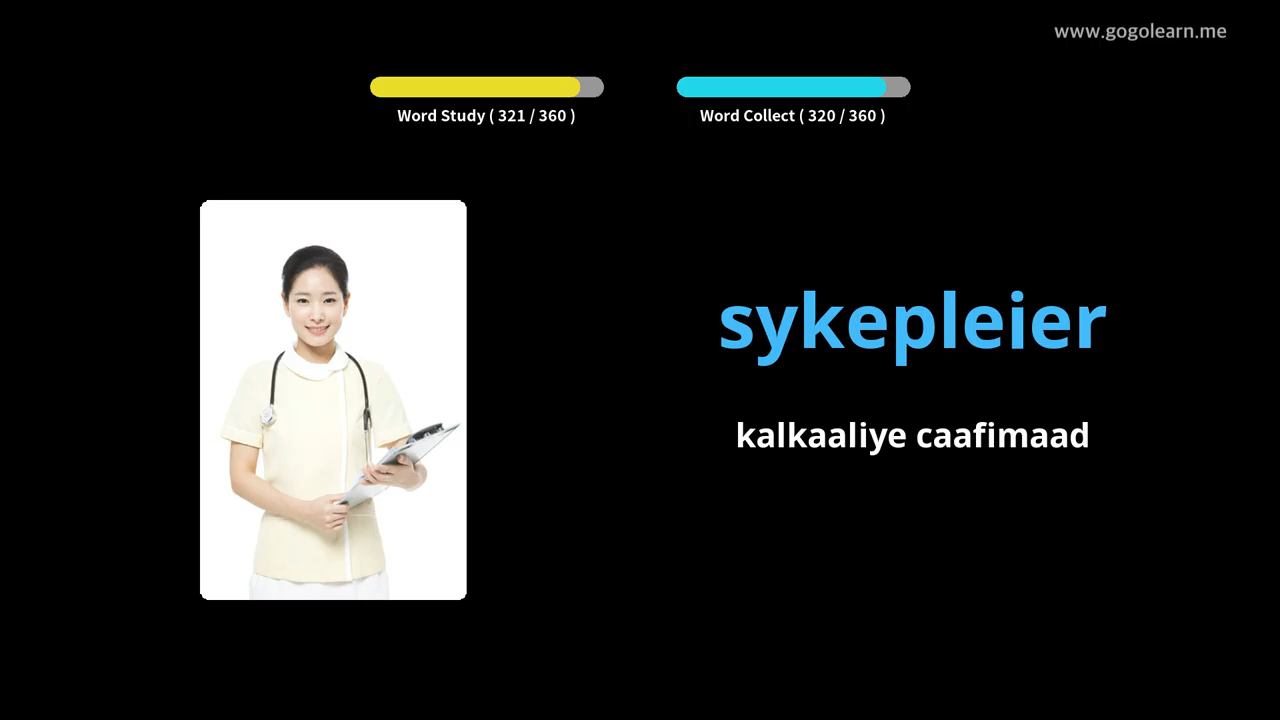 www.gogolearn.me
Word Study ( 321 / 360 )
Word Collect ( 320 / 360 )
sykepleier
kalkaaliye caafimaad